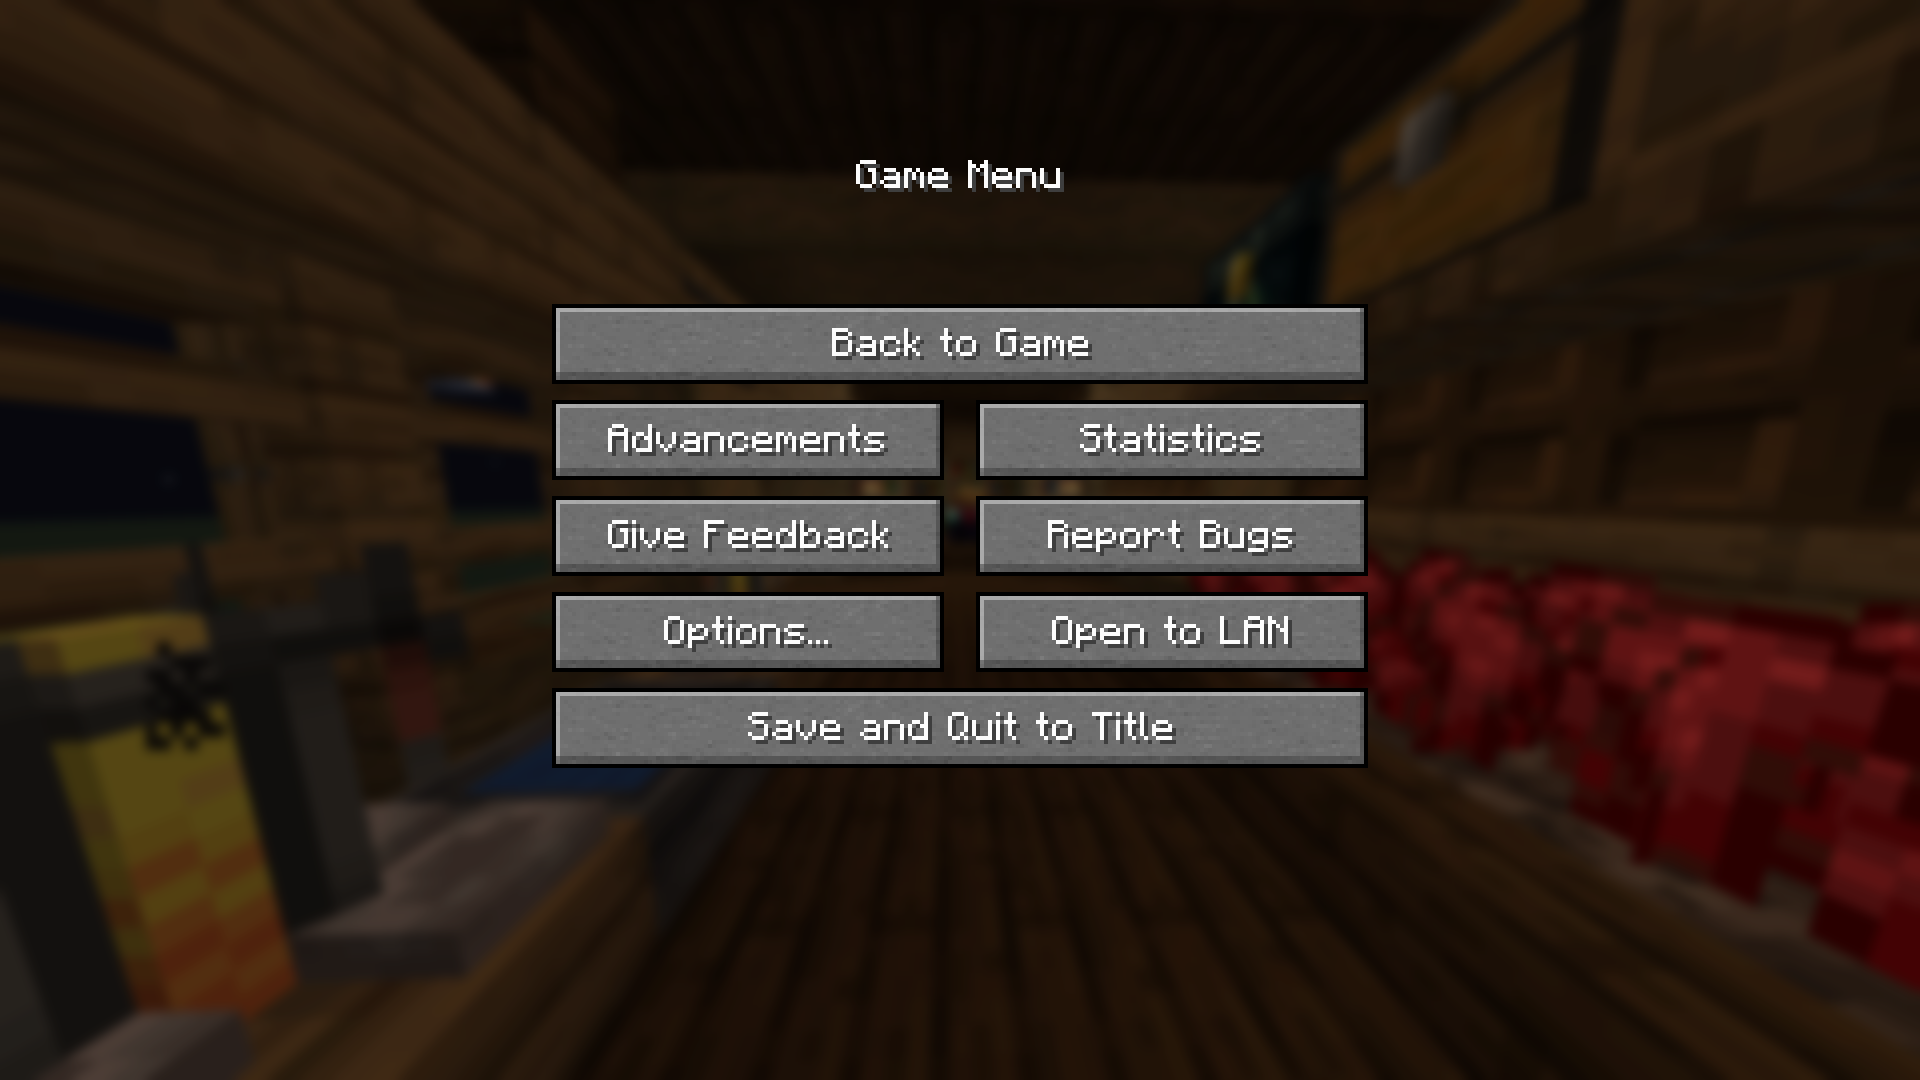 Game Menu
Back to Game
Advancements
Statistics
Give Feedback
Report Bugs
Options...
Open to LAN
Save and Quit to Title